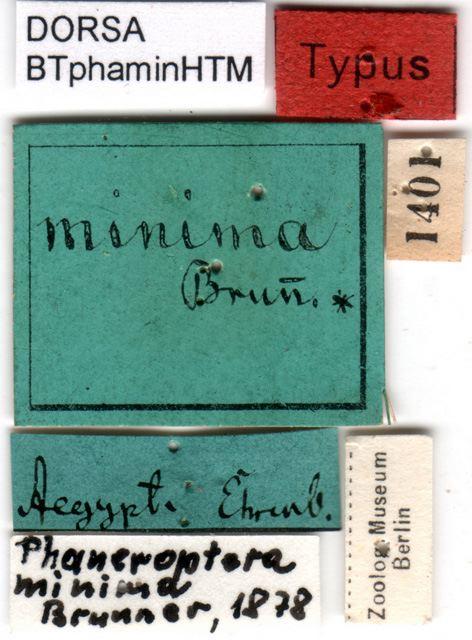 DORSA
BTphaminHTM
Typus
1401
minima
Brun̄. *
Aegypt. Ehrenb.
Zoolog. Museum
Berlin
Phaneroptera
minima
Brunner, 1878